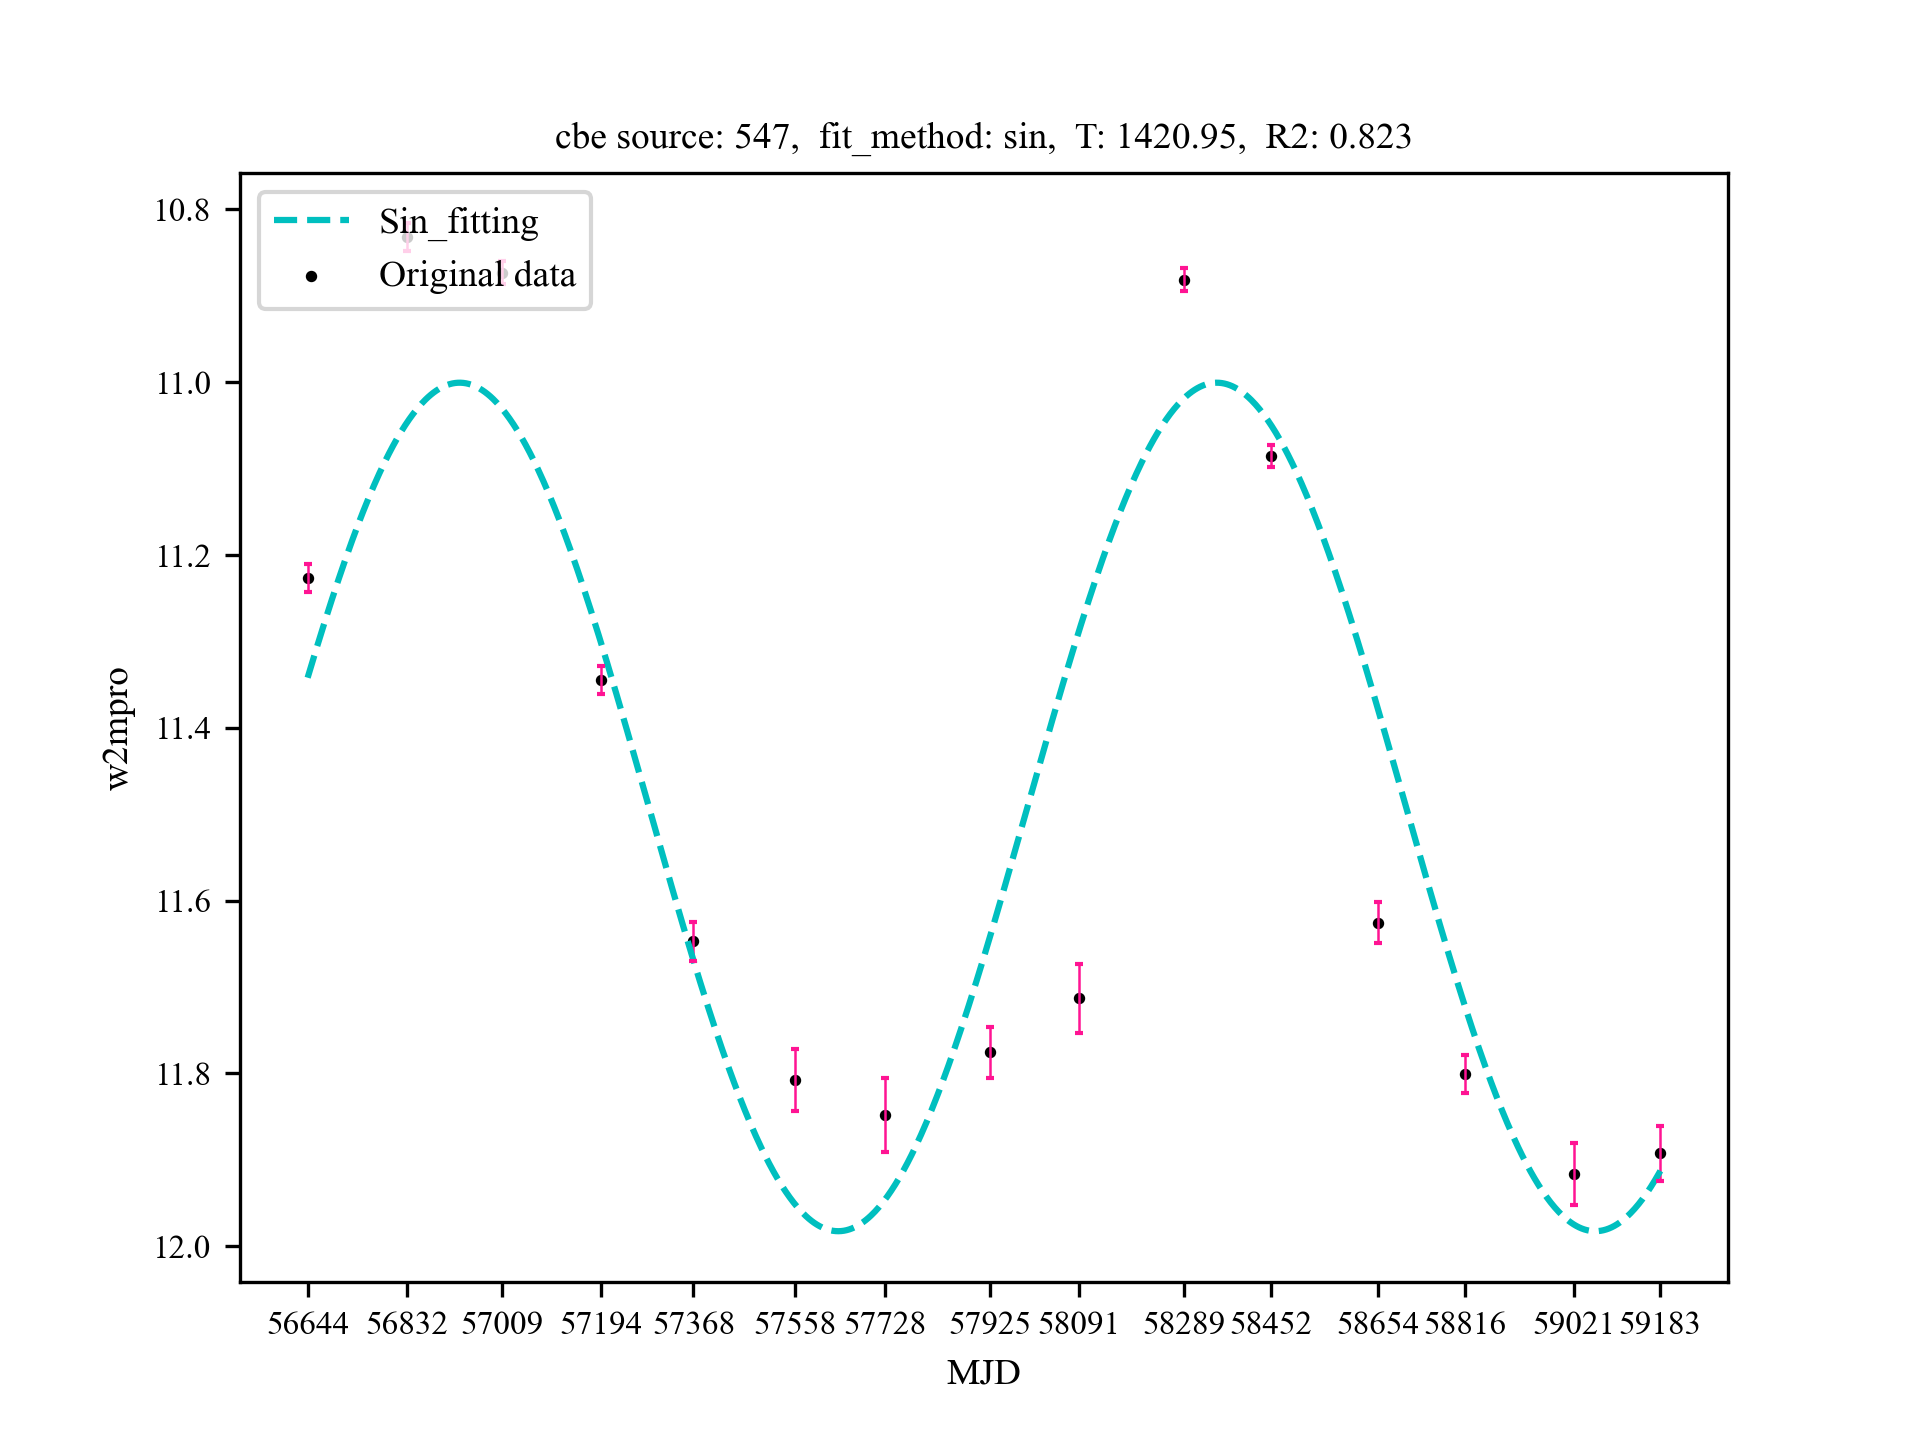 cbe source: 547, fit_method: sin, T: 1420.95, R2: 0.823
Sin_fitting
Original data
10.8
11.0
11.2
11.4
11.6
11.8
12.0
w2mpro
56644 56832 57009 57194 57368 57558 57728 57925 58091 58289 58452 58654 58816 59021 59183
MJD